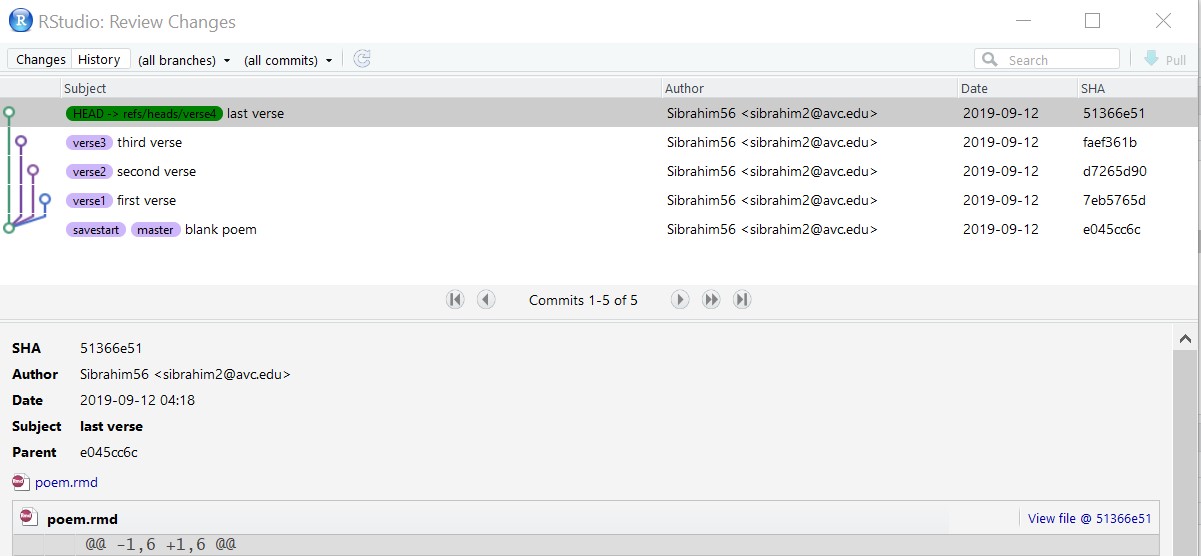 RStudio: Review Changes
Changes History (all branches) (all commits) Search Pull
Subject Author Date SHA
HEAD -> refs/heads/verse4 last verse Sibrahim56 <sibrahim2@avc.edu> 2019-09-12 51366e51
verse3 third verse Sibrahim56 <sibrahim2@avc.edu> 2019-09-12 faef361b
verse2 second verse Sibrahim56 <sibrahim2@avc.edu> 2019-09-12 d7265d90
verse1 first verse Sibrahim56 <sibrahim2@avc.edu> 2019-09-12 7eb5765d
savestart master blank poem Sibrahim56 <sibrahim2@avc.edu> 2019-09-12 e045cc6c
Commits 1-5 of 5
SHA 51366e51
Author Sibrahim56 <sibrahim2@avc.edu>
Date 2019-09-12 04:18
Subject last verse
Parent e045cc6c
poem.rmd
poem.rmd View file @ 51366e51
@@ -1,6 +1,6 @@